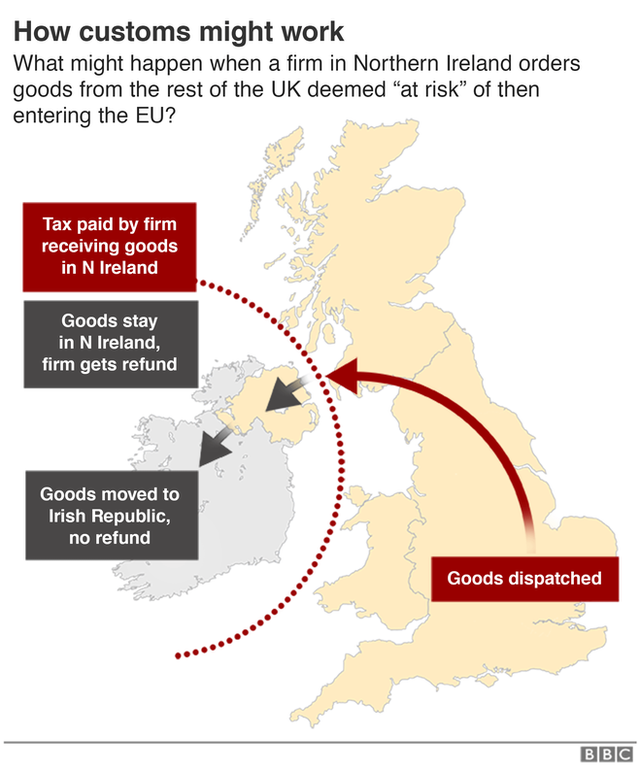 How customs might work
What might happen when a firm in Northern Ireland orders
goods from the rest of the UK deemed “at risk” of then
entering the EU?
Tax paid by firm
receiving goods
in N Ireland
Goods stay
in N Ireland,
firm gets refund
Goods moved to
Irish Republic,
no refund
Goods dispatched
BBC